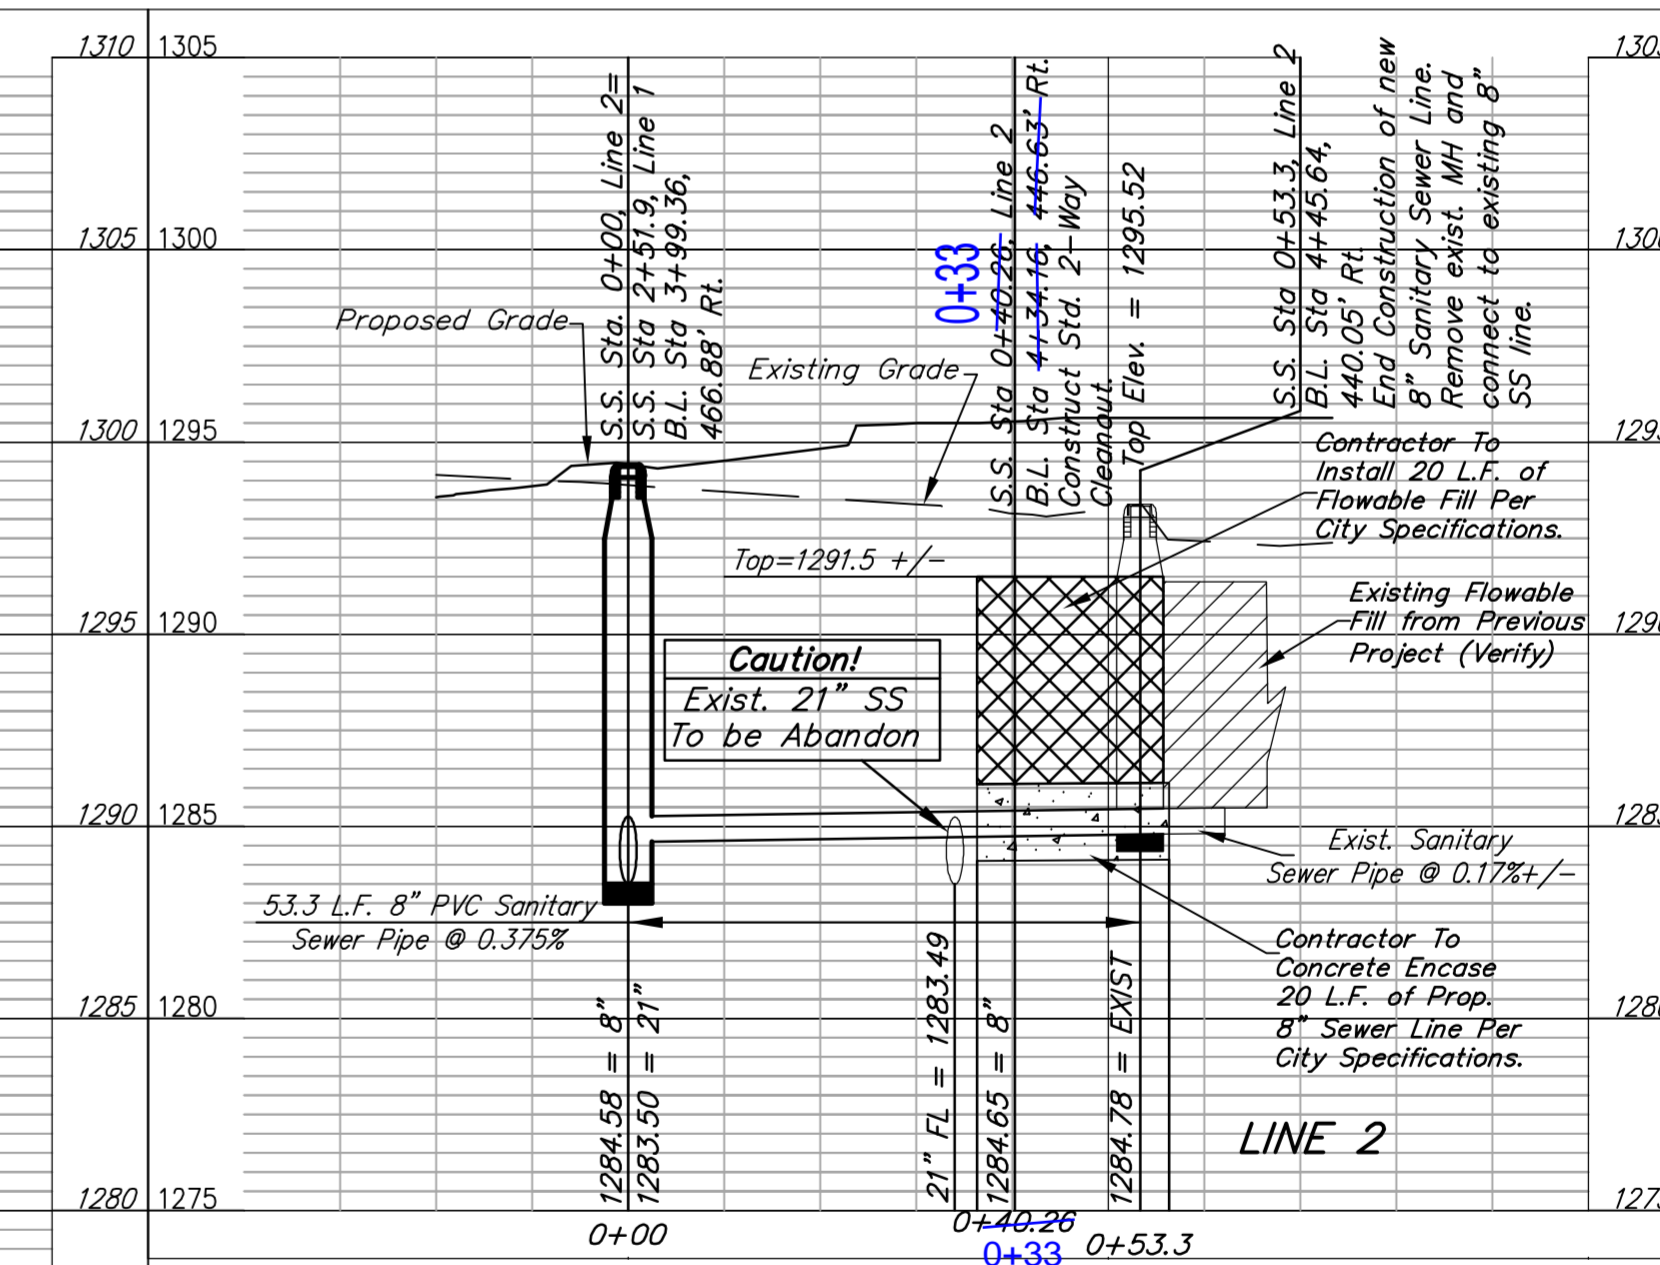 1310 1305
1305 1300
1300 1295
1295 1290
1290 1285
1285 1280
1280 1275
S.S. Sta. 0+00, Line 2=
S.S. Sta 2+51.9, Line 1
B.L. Sta 3+99.36,
466.88' Rt.
Proposed Grade
Existing Grade
0+33
S.S. Sta 0+40.26, Line 2
B.L. Sta 4+34.16, 446.63' Rt.
Construct Std. 2-Way
Cleanout.
Top Elev. = 1295.52
S.S. Sta 0+53.3, Line 2
B.L. Sta 4+45.64,
440.05' Rt.
End Construction of new
8" Sanitary Sewer Line.
Remove exist. MH and
connect to existing 8"
SS line.
Contractor To
Install 20 L.F. of
Flowable Fill Per
City Specifications.
Top=1291.5 +/-
Existing Flowable
Fill from Previous
Project (Verify)
Caution!
Exist. 21" SS
To be Abandon
Exist. Sanitary
Sewer Pipe @ 0.17%+/-
53.3 L.F. 8" PVC Sanitary
Sewer Pipe @ 0.375%
Contractor To
Concrete Encase
20 L.F. of Prop.
8" Sewer Line Per
City Specifications.
1284.58 = 8"
1283.50 = 21"
21" FL = 1283.49
1284.65 = 8"
1284.78 = EXIST
LINE 2
0+00
0+40.26
0+33
0+53.3